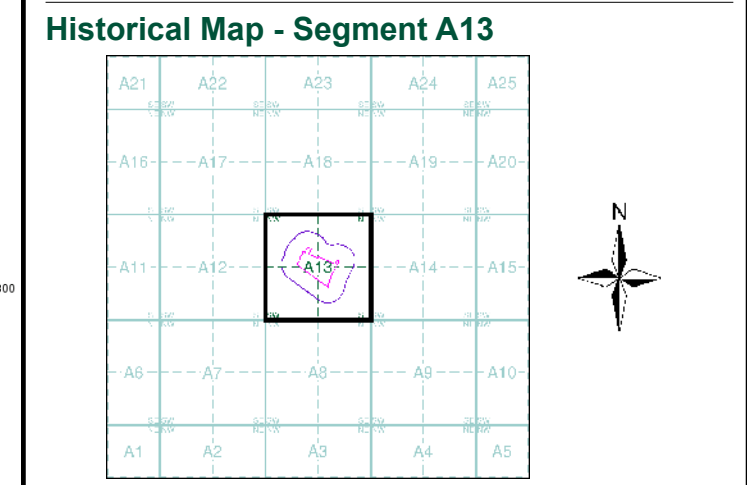 Historical Map - Segment A13
A21 A22 A23 A24 A25
A16 A17 A18 A19 A20
N
A11 A12 A13 A14 A15
A6 A7 A8 A9 A10
A1 A2 A3 A4 A5